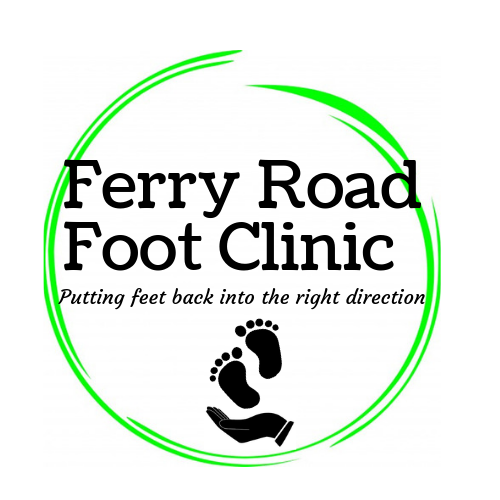 Ferry Road
Foot Clinic
Putting feet back into the right direction